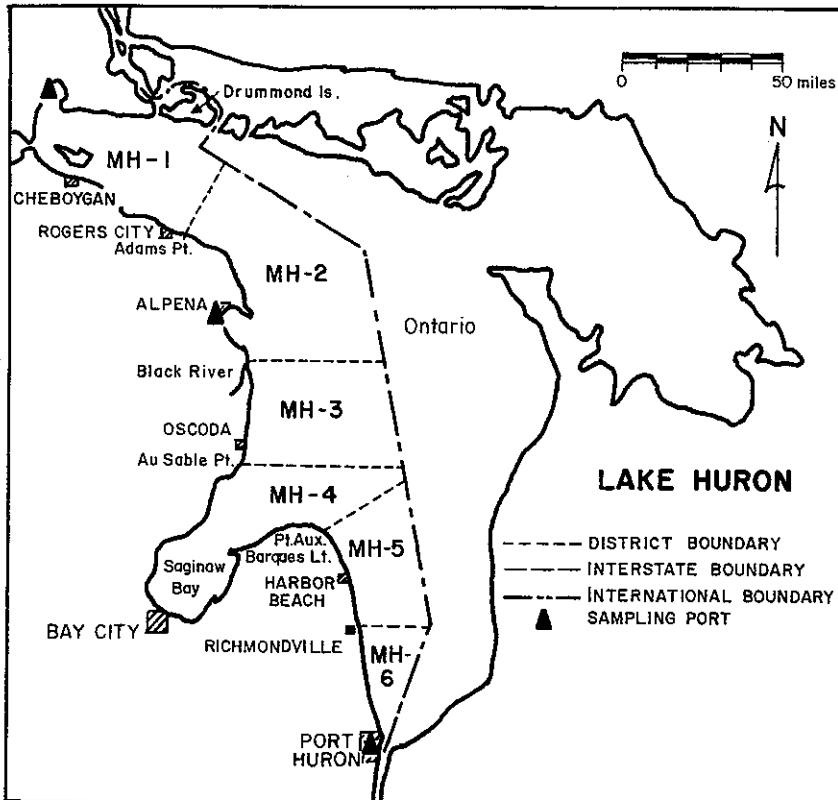 Drummond Is.
0 50 miles
N
MH-1
CHEBOYGAN
ROGERS CITY
Adams Pt.
MH-2
ALPENA
Ontario
Black River
MH-3
OSCODA
Au Sable Pt.
LAKE HURON
MH-4
Pt. Aux.
Barques Lt.
MH-5
Saginaw
Bay
HARBOR
BEACH
DISTRICT BOUNDARY
INTERSTATE BOUNDARY
INTERNATIONAL BOUNDARY
SAMPLING PORT
BAY CITY
RICHMONDVILLE
MH-
6
PORT
HURON